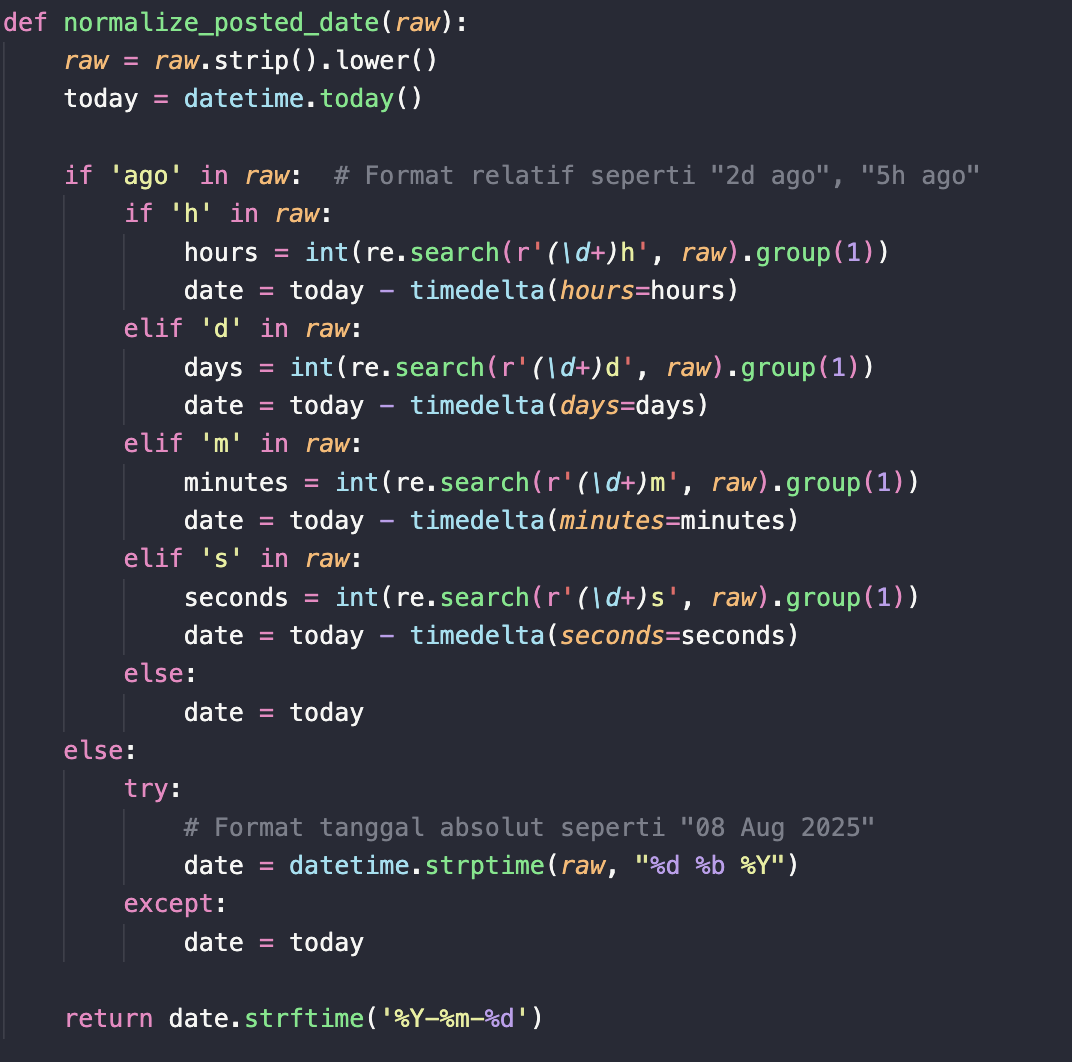 def normalize_posted_date(raw):
    raw = raw.strip().lower()
    today = datetime.today()

    if 'ago' in raw:  # Format relatif seperti "2d ago", "5h ago"
        if 'h' in raw:
            hours = int(re.search(r'(\d+)h', raw).group(1))
            date = today - timedelta(hours=hours)
        elif 'd' in raw:
            days = int(re.search(r'(\d+)d', raw).group(1))
            date = today - timedelta(days=days)
        elif 'm' in raw:
            minutes = int(re.search(r'(\d+)m', raw).group(1))
            date = today - timedelta(minutes=minutes)
        elif 's' in raw:
            seconds = int(re.search(r'(\d+)s', raw).group(1))
            date = today - timedelta(seconds=seconds)
        else:
            date = today
    else:
        try:
            # Format tanggal absolut seperti "08 Aug 2025"
            date = datetime.strptime(raw, "%d %b %Y")
        except:
            date = today

    return date.strftime('%Y-%m-%d')